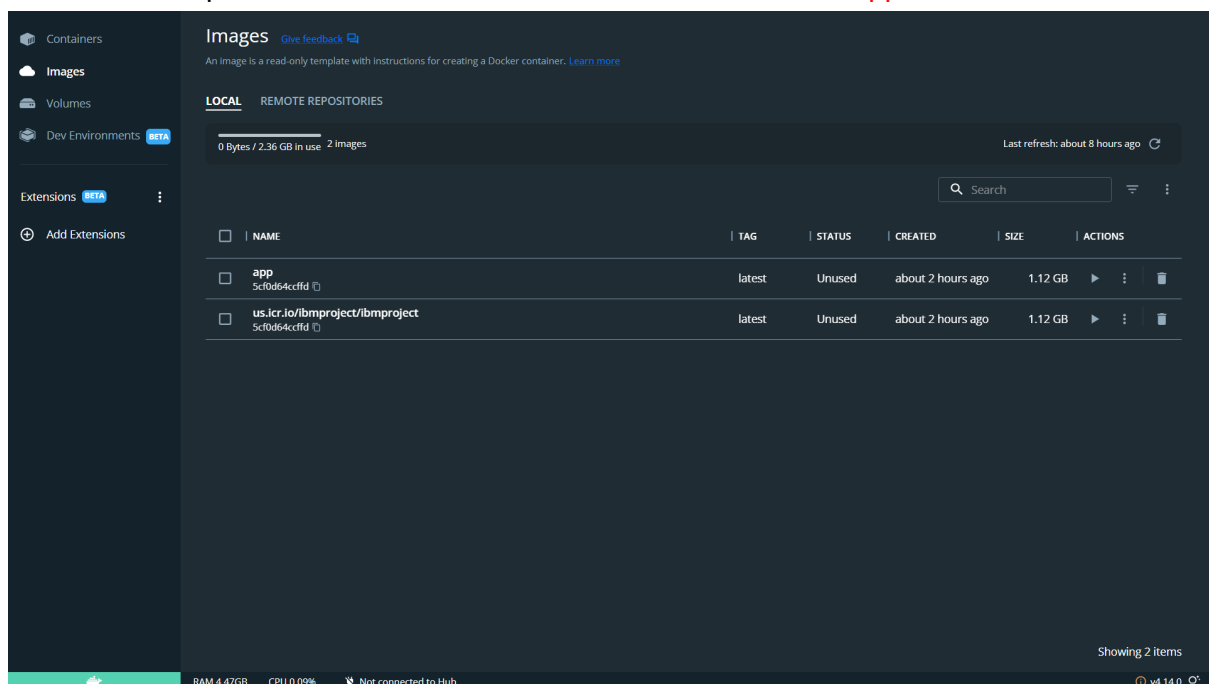 Containers
Images
Volumes
Dev Environments BETA
Extensions BETA
Add Extensions
Images Give feedback
An image is a read-only template with instructions for creating a Docker container. Learn more
LOCAL REMOTE REPOSITORIES
0 Bytes / 2.36 GB in use 2 images Last refresh: about 8 hours ago
Search
NAME TAG STATUS CREATED SIZE ACTIONS
app
5cf0d64ccffd
latest Unused about 2 hours ago 1.12 GB
us.icr.io/ibmproject/ibmproject
5cf0d64ccffd
latest Unused about 2 hours ago 1.12 GB
Showing 2 items
RAM 4.47GB CPU 0.09% Not connected to Hub v4.14.0